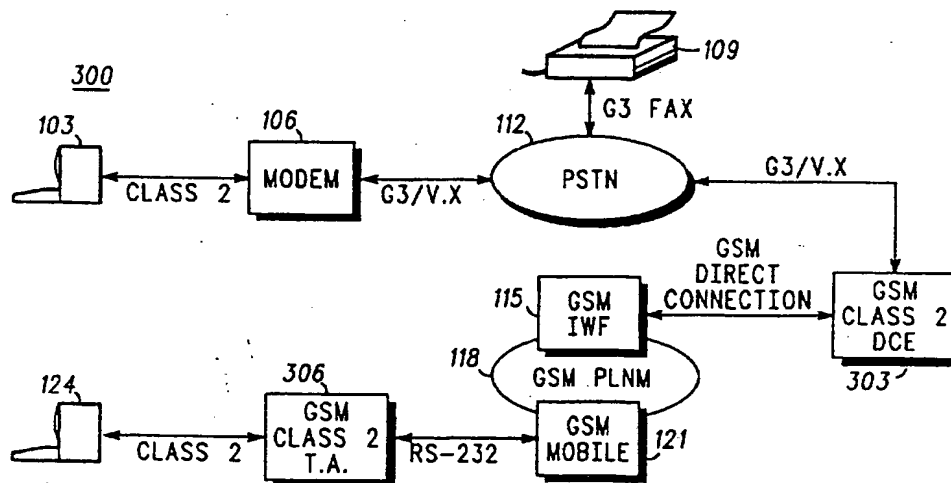 300
109
G3 FAX
103
106
112
CLASS 2
MODEM
G3/V.X
PSTN
G3/V.X
GSM
DIRECT
CONNECTION
115
GSM
IWF
GSM
CLASS 2
DCE
303
118
GSM PLNM
124
306
CLASS 2
GSM
CLASS 2
T.A.
RS-232
GSM
MOBILE
121